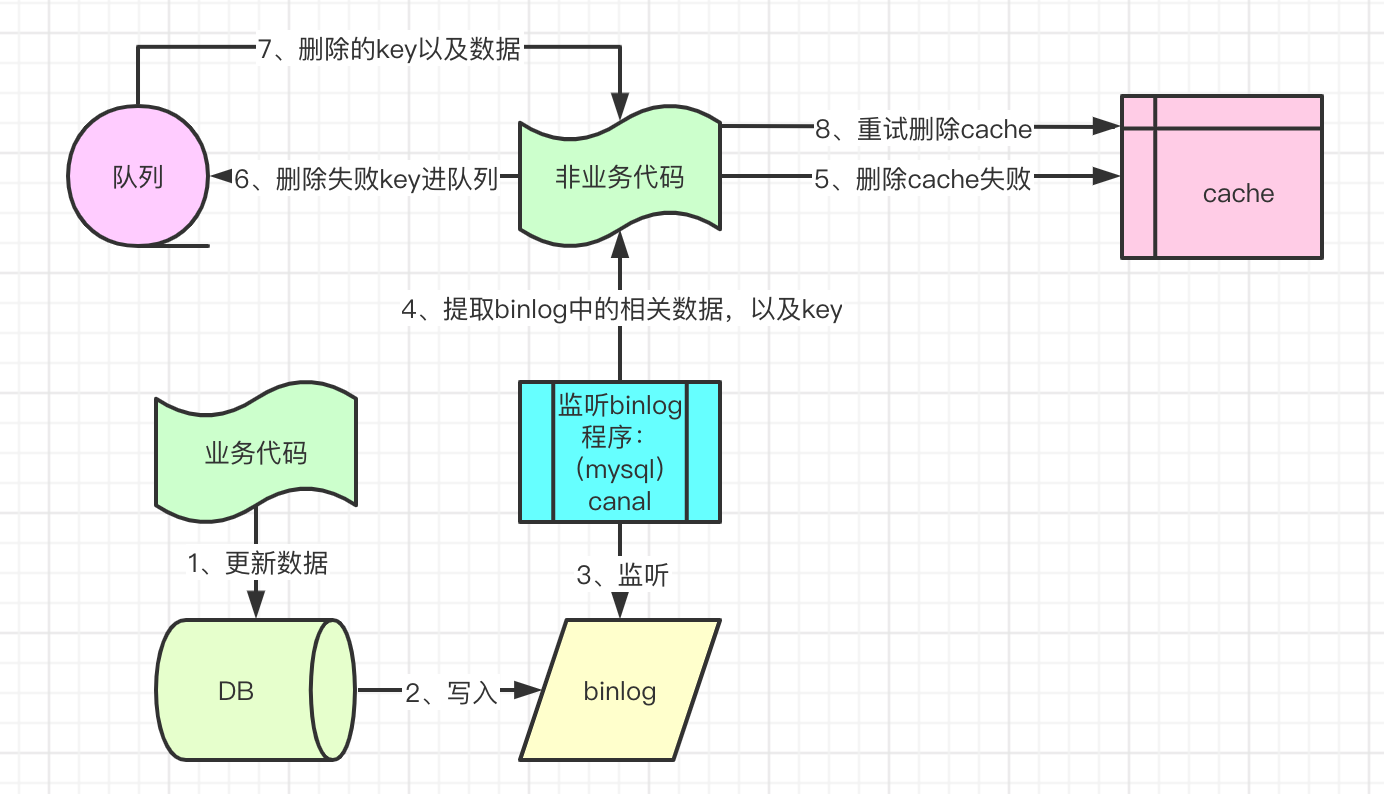 7、删除的key以及数据
8、重试删除cache
队列
6、删除失败key进队列
非业务代码
5、删除cache失败
cache
4、提取binlog中的相关数据，以及key
业务代码
监听binlog
程序：
（mysql）
canal
1、更新数据
3、监听
DB
2、写入
binlog